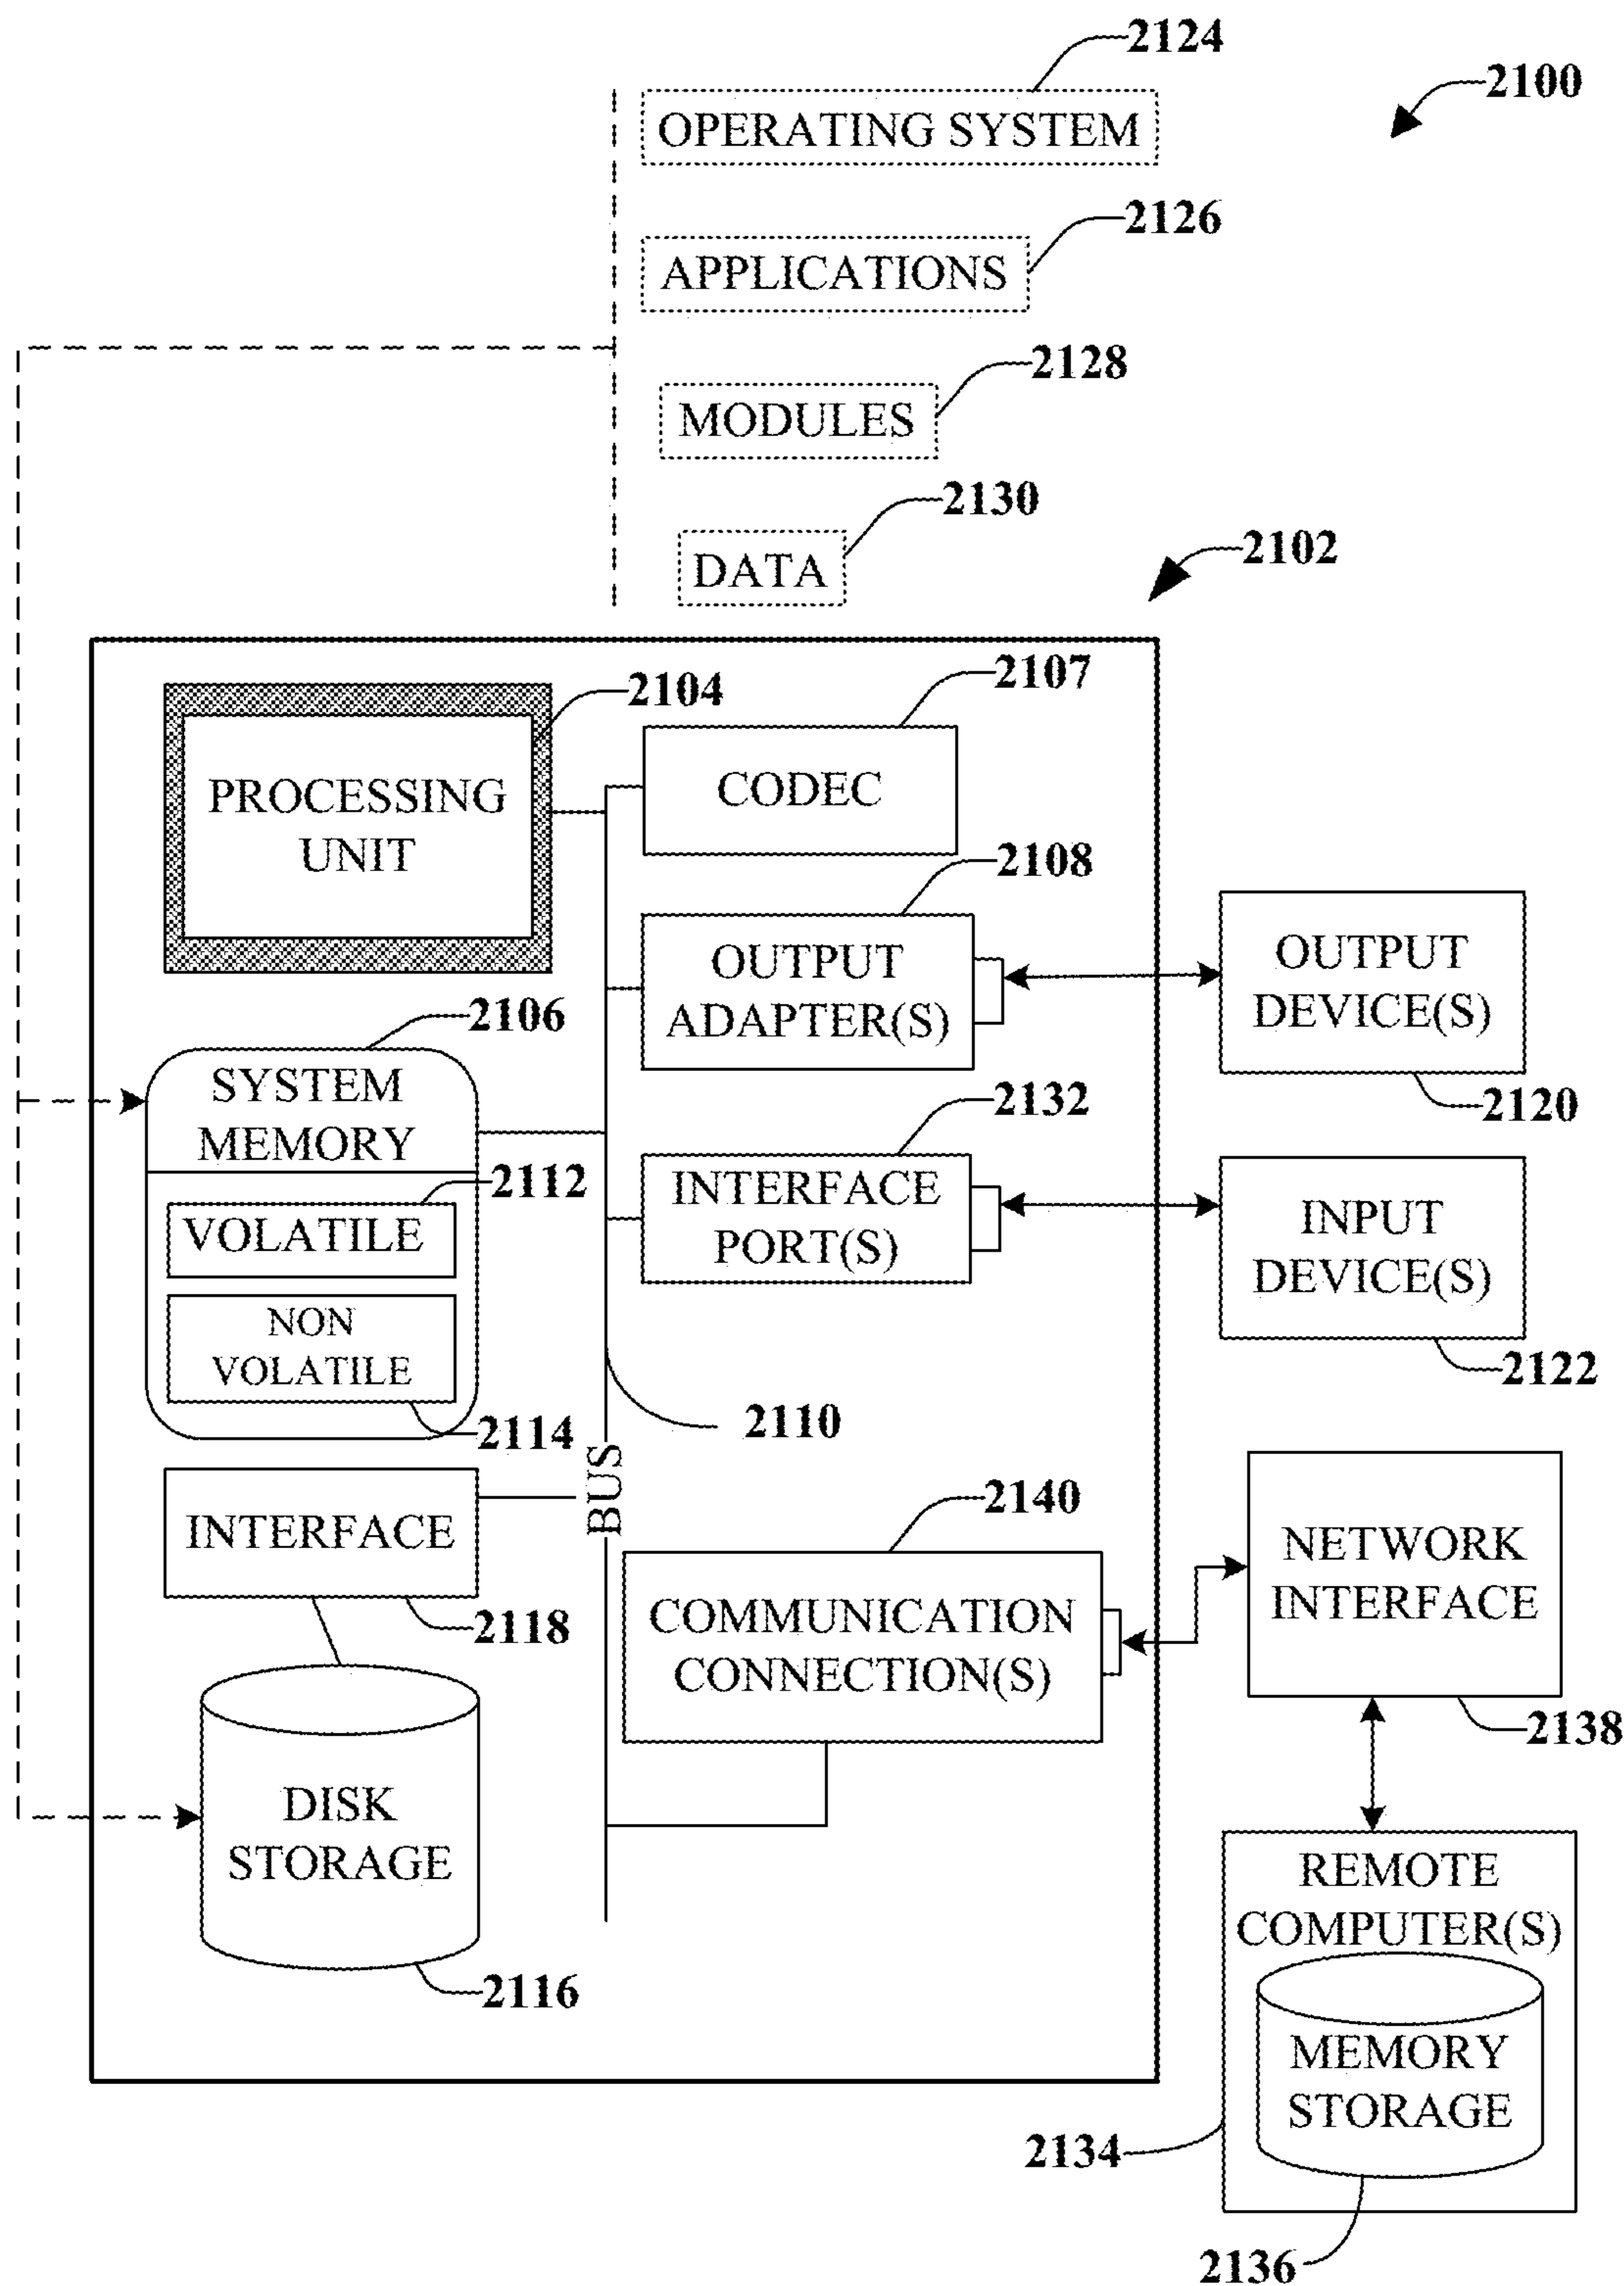 2124
2100
OPERATING SYSTEM
2126
APPLICATIONS
2128
MODULES
2130
DATA
2102
2104
2107
PROCESSING
UNIT
CODEC
2108
OUTPUT
ADAPTER(S)
OUTPUT
DEVICE(S)
2120
2106
SYSTEM
MEMORY
2132
2112
VOLATILE
NON
VOLATILE
2114
INTERFACE
PORT(S)
INPUT
DEVICE(S)
2122
2110
BUS
INTERFACE
2118
2140
COMMUNICATION
CONNECTION(S)
NETWORK
INTERFACE
2138
DISK
STORAGE
2116
REMOTE
COMPUTER(S)
MEMORY
STORAGE
2134
2136